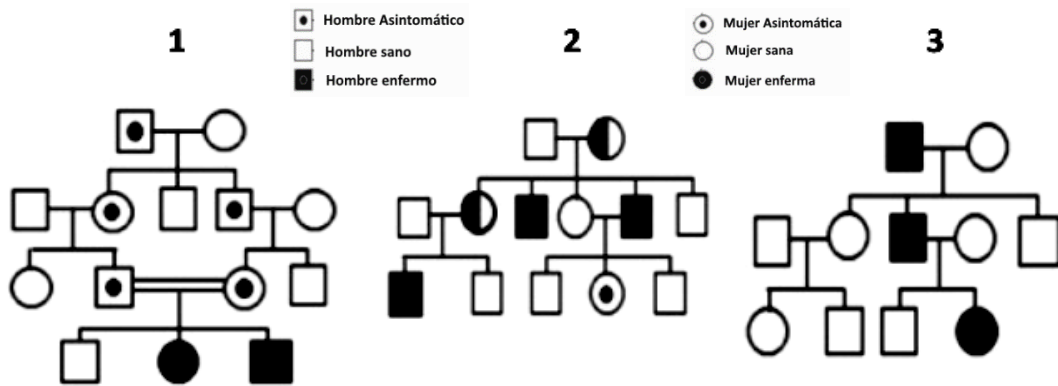 1
Hombre Asintomático
Hombre sano
Hombre enfermo
2
Mujer Asintomática
Mujer sana
Mujer enferma
3